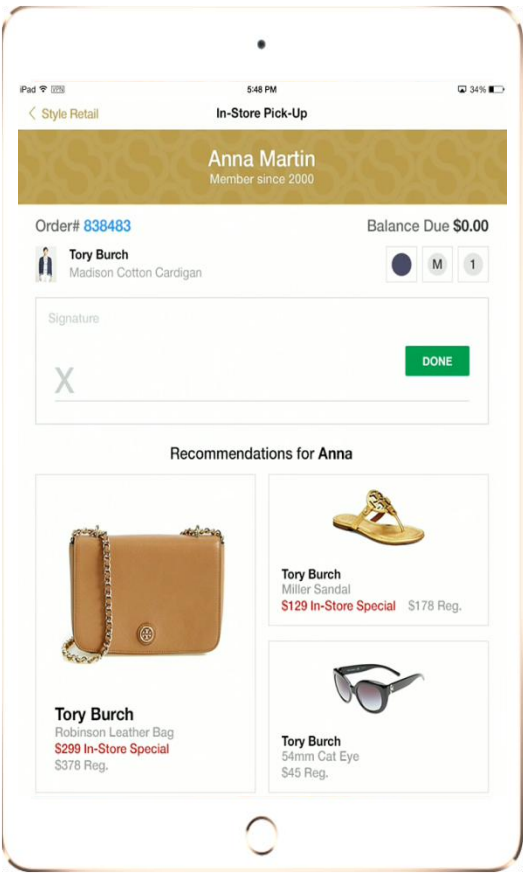 iPad VPN 5:48 PM 34%
< Style Retail In-Store Pick-Up
Anna Martin
Member since 2000
Order# 838483 Balance Due $0.00
Tory Burch
Madison Cotton Cardigan
M 1
Signature
X
DONE
Recommendations for Anna
Tory Burch
Robinson Leather Bag
$299 In-Store Special
$378 Reg.
Tory Burch
Miller Sandal
$129 In-Store Special $178 Reg.
Tory Burch
54mm Cat Eye
$45 Reg.